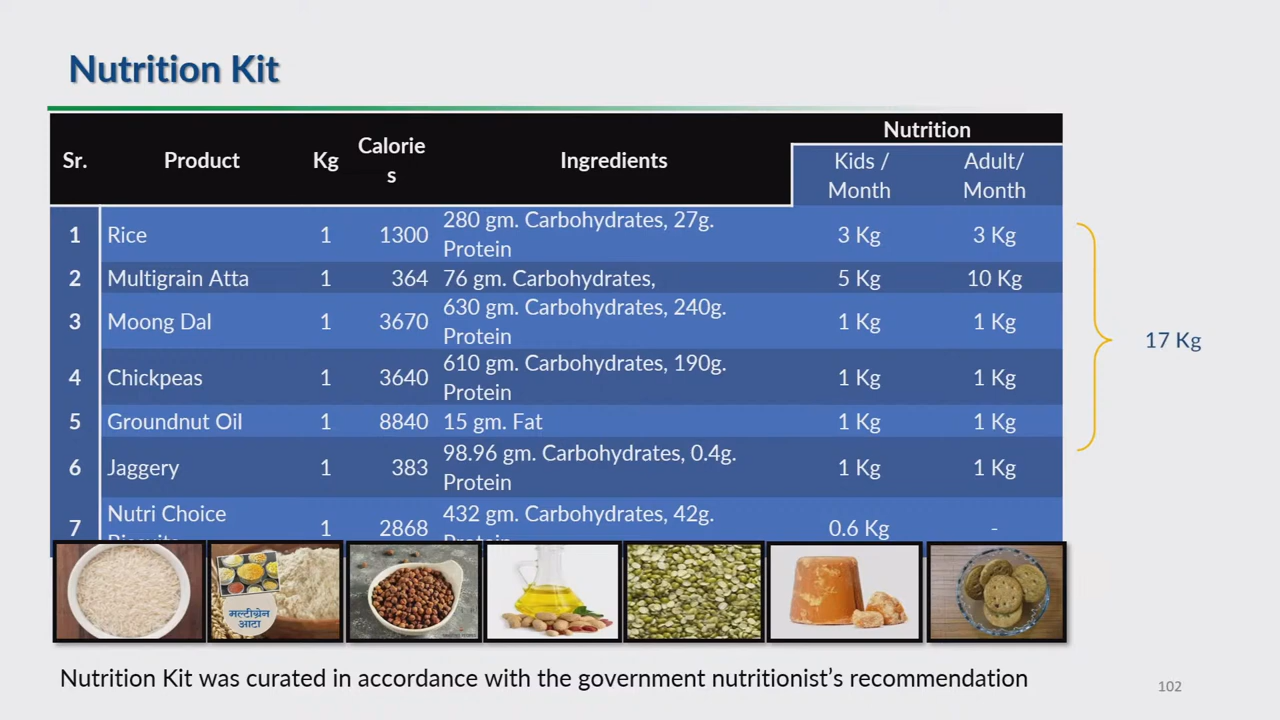 Nutrition Kit
Sr. Product Kg Calorie
s Ingredients Nutrition
Kids /
Month Adult/
Month
1 Rice 1 1300 280 gm. Carbohydrates, 27g.
Protein 3 Kg 3 Kg
2 Multigrain Atta 1 364 76 gm. Carbohydrates, 5 Kg 10 Kg
3 Moong Dal 1 3670 630 gm. Carbohydrates, 240g.
Protein 1 Kg 1 Kg
4 Chickpeas 1 3640 610 gm. Carbohydrates, 190g.
Protein 1 Kg 1 Kg
5 Groundnut Oil 1 8840 15 gm. Fat 1 Kg 1 Kg
6 Jaggery 1 383 98.96 gm. Carbohydrates, 0.4g.
Protein 1 Kg 1 Kg
7 Nutri Choice
Biscuits 1 2868 432 gm. Carbohydrates, 42g.
Protein 0.6 Kg -
17 Kg
मल्टीग्रेन
आटा
Nutrition Kit was curated in accordance with the government nutritionist's recommendation
102